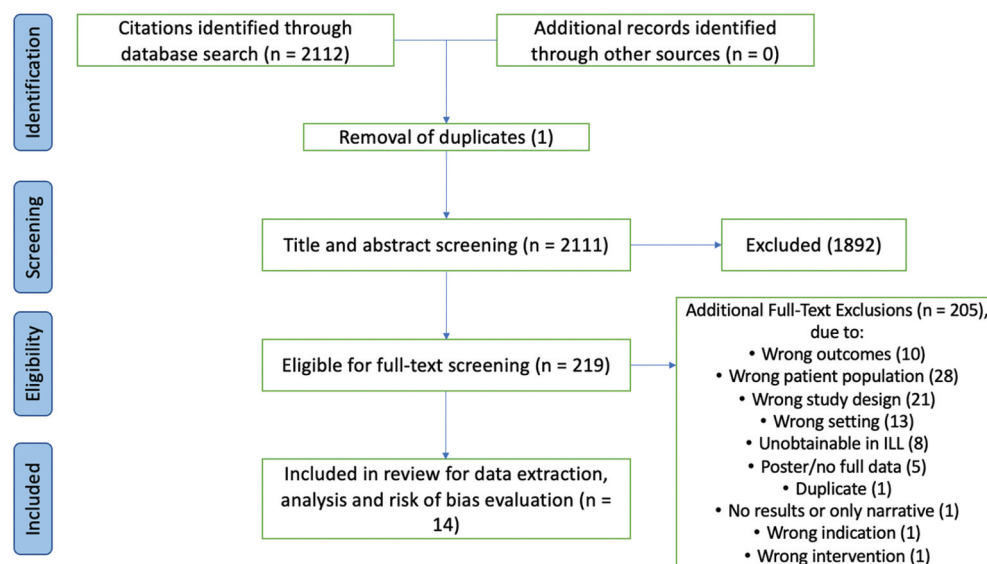 Identification
Citations identified through
database search (n = 2112)
Additional records identified
through other sources (n = 0)
Removal of duplicates (1)
Screening
Title and abstract screening (n = 2111)
Excluded (1892)
Eligibility
Eligible for full-text screening (n = 219)
Additional Full-Text Exclusions (n = 205),
due to:
• Wrong outcomes (10)
• Wrong patient population (28)
• Wrong study design (21)
• Wrong setting (13)
• Unobtainable in ILL (8)
• Poster/no full data (5)
• Duplicate (1)
• No results or only narrative (1)
• Wrong indication (1)
• Wrong intervention (1)
Included
Included in review for data extraction,
analysis and risk of bias evaluation (n =
14)